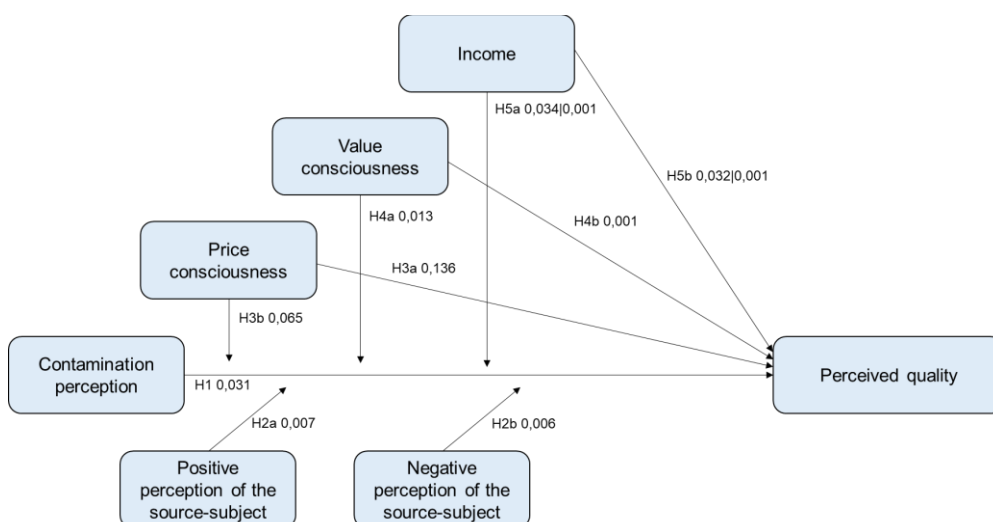 Income
H5a 0,034|0,001
Value
consciousness
H5b 0,032|0,001
H4a 0,013
H4b 0,001
Price
consciousness
H3a 0,136
H3b 0,065
Contamination
perception
H1 0,031
Perceived quality
H2a 0,007
H2b 0,006
Positive
perception of the
source-subject
Negative
perception of the
source-subject